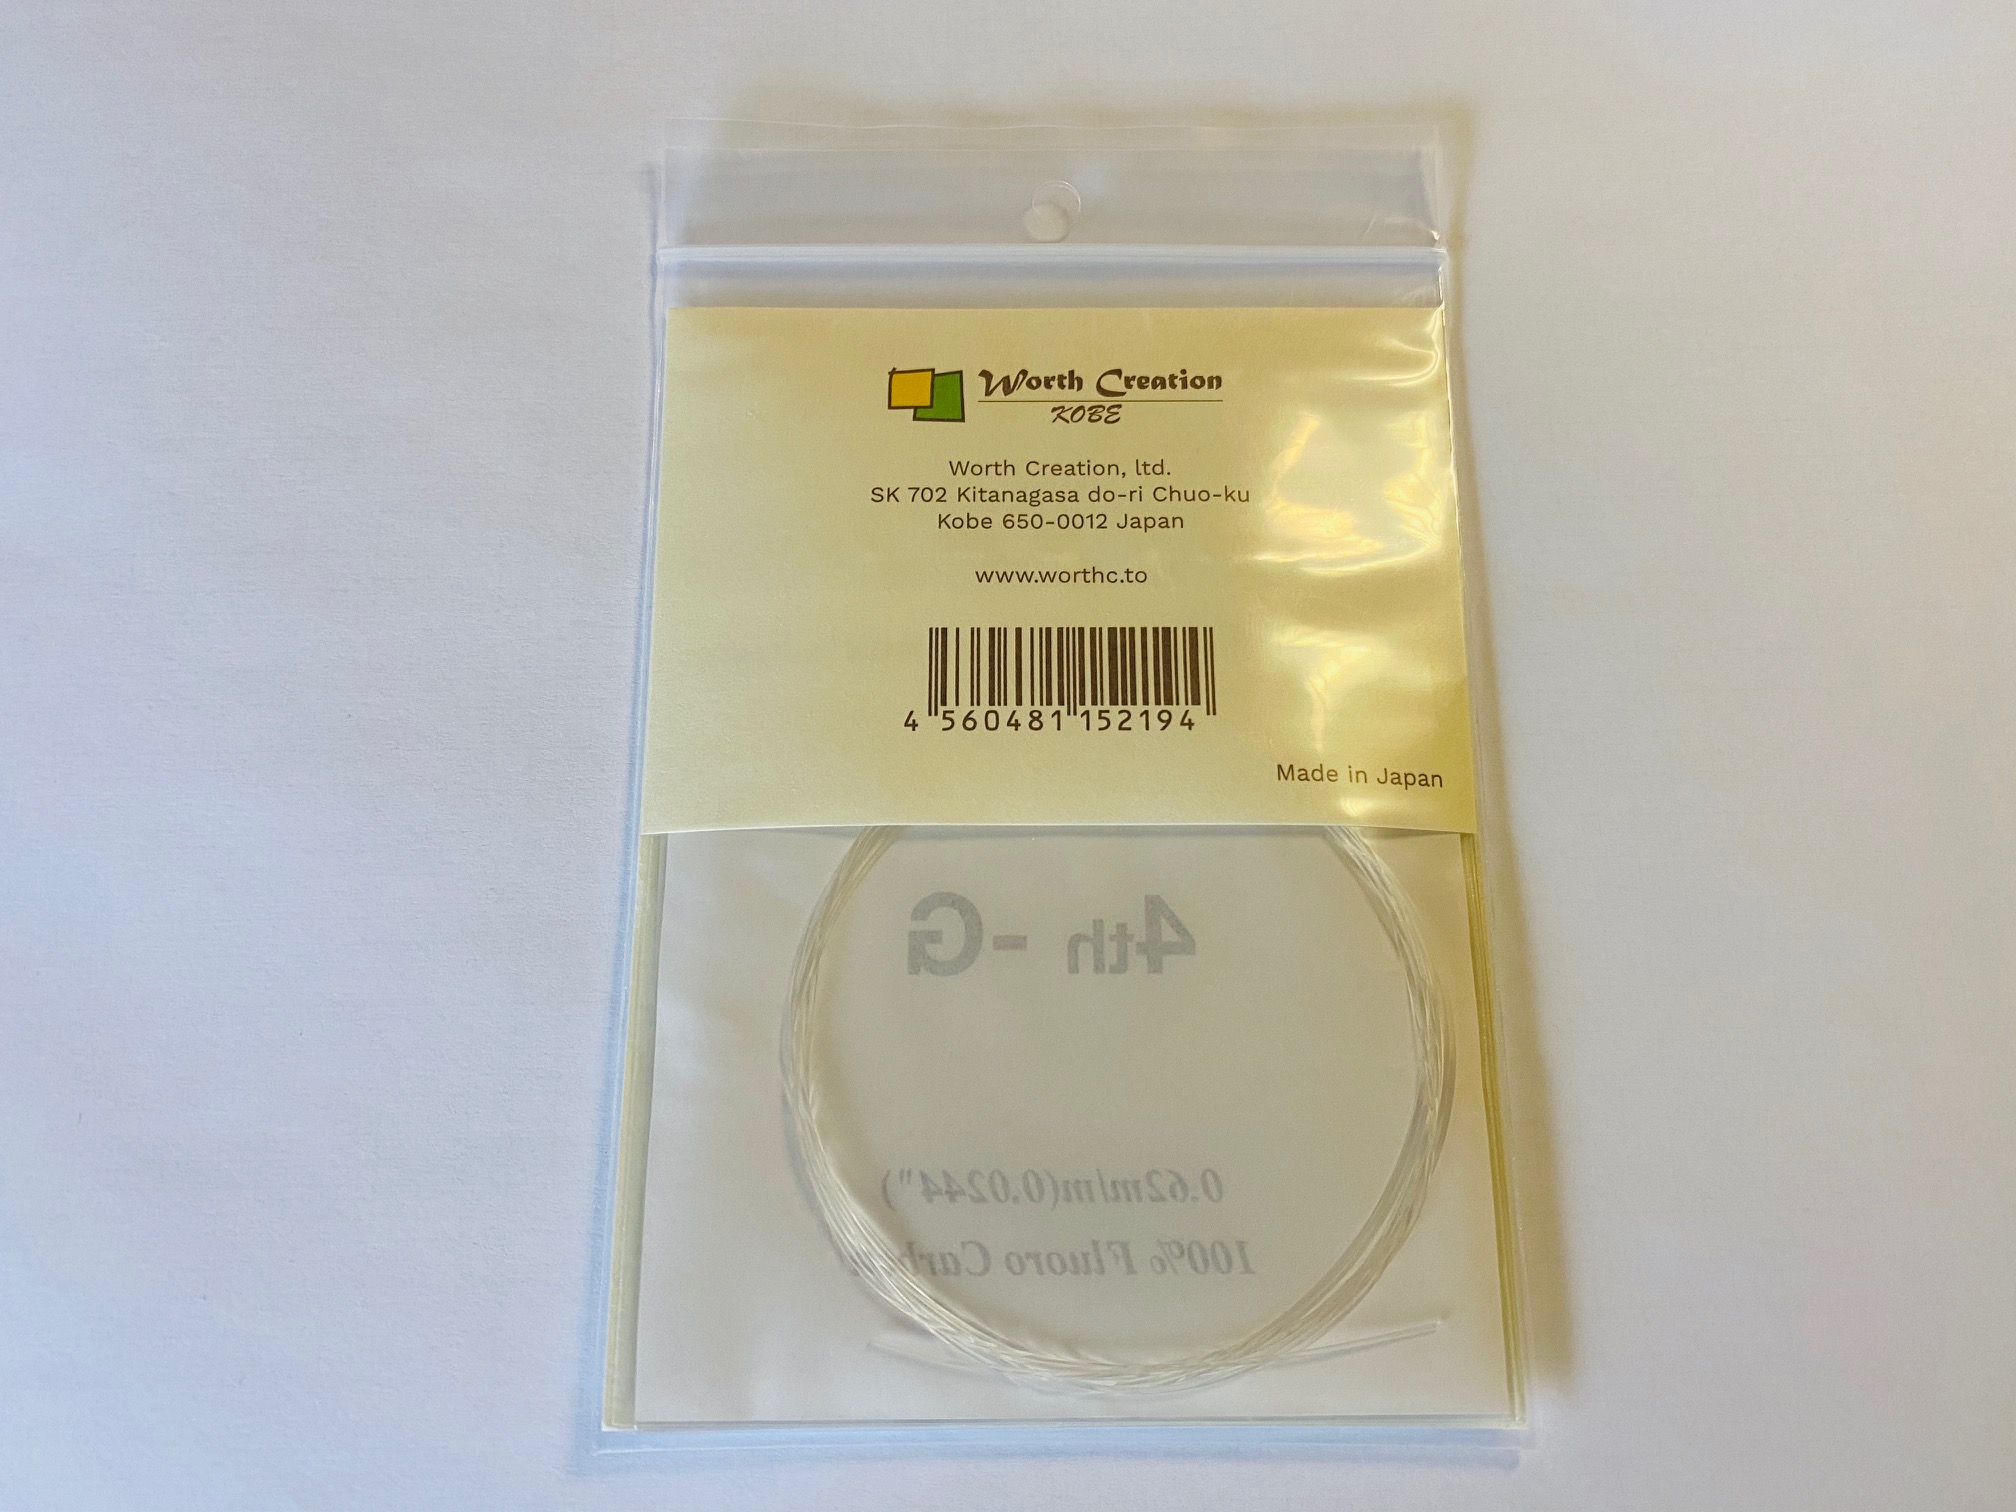 Worth Creation
KOBE
Worth Creation, ltd.
SK 702 Kitanagasa do-ri Chuo-ku
Kobe 650-0012 Japan
www.worthc.to
4 560481 152194
Made in Japan
4th -G
0.62m/m(0.0244")
100% Fluoro